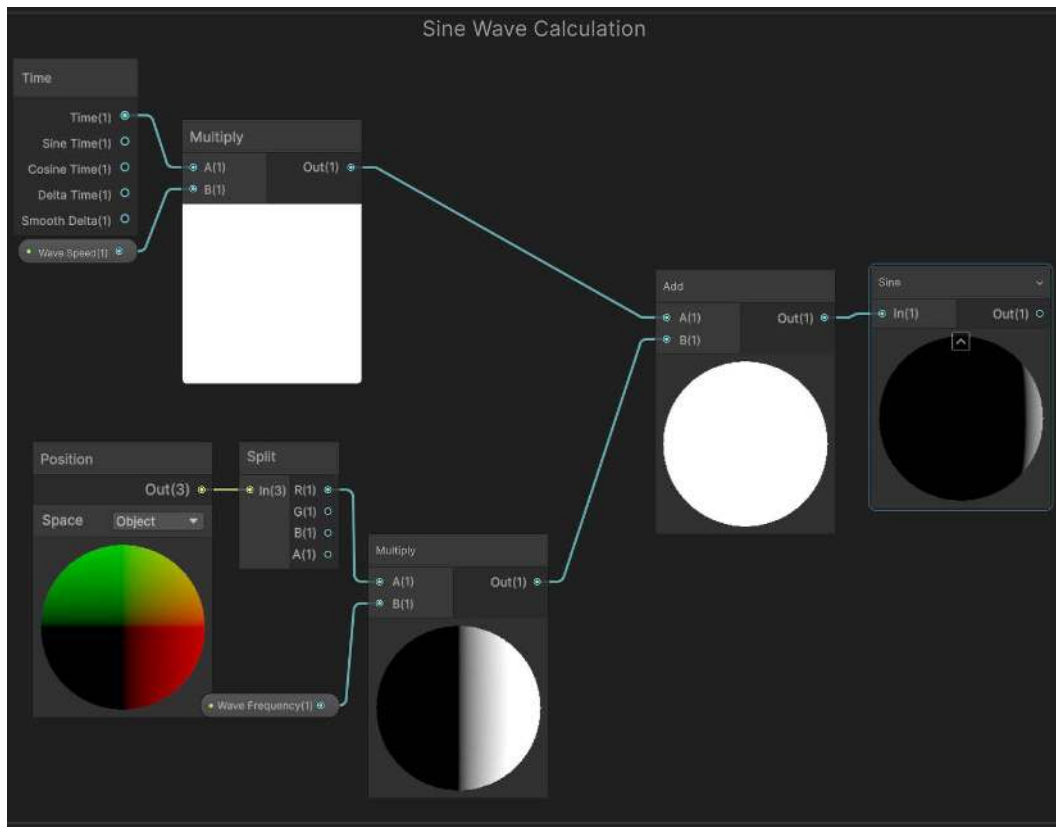 Sine Wave Calculation
Time
Time(1)
Sine Time(1)
Cosine Time(1)
Delta Time(1)
Smooth Delta(1)
Wave Speed(1)
Multiply
A(1)
Out(1)
B(1)
Add
A(1)
Out(1)
B(1)
Sine
In(1)
Out(1)
Position
Out(3)
Space
Object
Split
In(3)
R(1)
G(1)
B(1)
A(1)
Multiply
A(1)
Out(1)
B(1)
Wave Frequency(1)